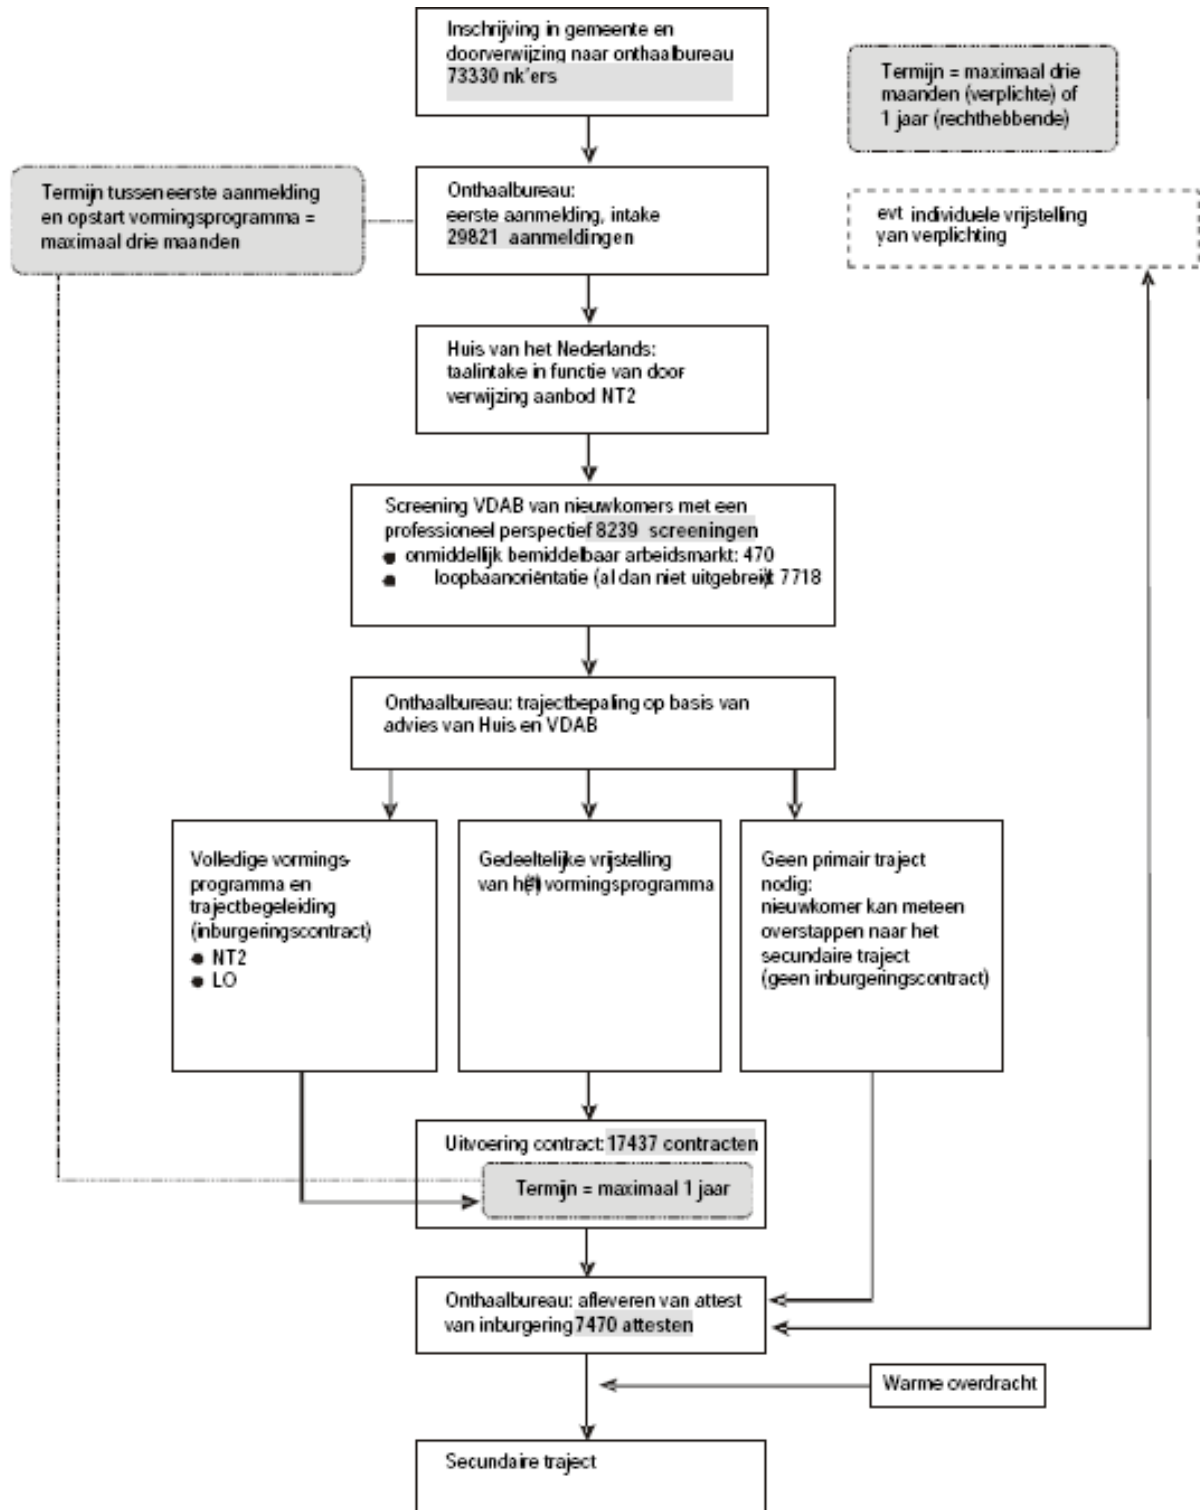 Inschrijving in gemeente en
doorverwijzing naar onthaalbureau
73330 nk'ers
Termijn = maximaal drie
maanden (verplichte) of
1 jaar (rechthebbende)
Termijn tussen eerste aanmelding
en opstart vormingsprogramma =
maximaal drie maanden
Onthaalbureau:
eerste aanmelding, intake
29821 aanmeldingen
evt individuele vrijstelling
van verplichting
Huis van het Nederlands:
taalintake in functie van door
verwijzing aanbod NT2
Screening VDAB van nieuwkomers met een
professioneel perspectief 8239 screeningen
● onmiddellijk bemiddelbaar arbeidsmarkt: 470
● loopbaanoriëntatie (al dan niet uitgebreid): 7718
Onthaalbureau: trajectbepaling op basis van
advies van Huis en VDAB
Volledige vormings-
programma en
trajectbegeleiding
(inburgeringscontract)
● NT2
● LO
Gedeeltelijke vrijstelling
van vormingsprogramma
Geen primair traject
nodig:
nieuwkomer kan meteen
overstappen naar het
secundaire traject
(geen inburgeringscontract)
Uitvoering contract: 17437 contracten
Termijn = maximaal 1 jaar
Onthaalbureau: afleveren van attest
van inburgering 7470 attesten
Warme overdracht
Secundaire traject